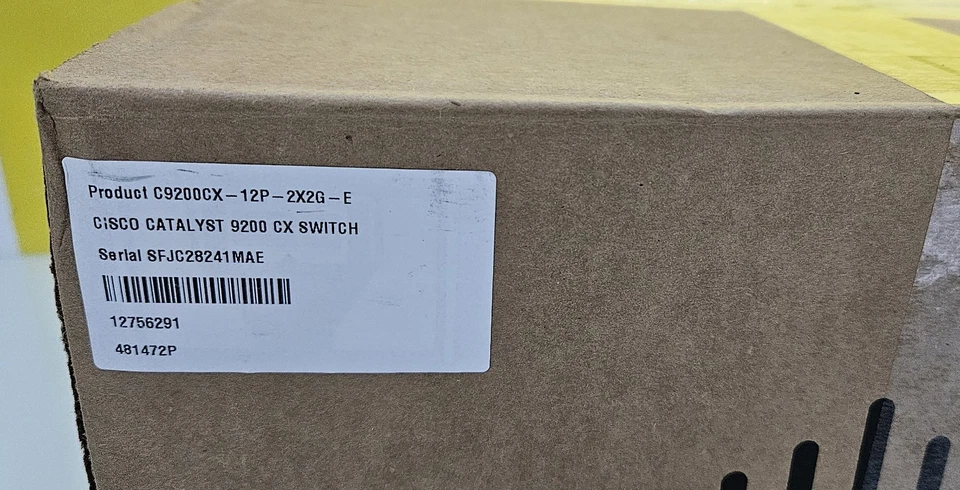 Product C9200CX-12P-2X2G-E
CISCO CATALYST 9200 CX SWITCH
Serial SFJC28241MAE
12756291
481472P